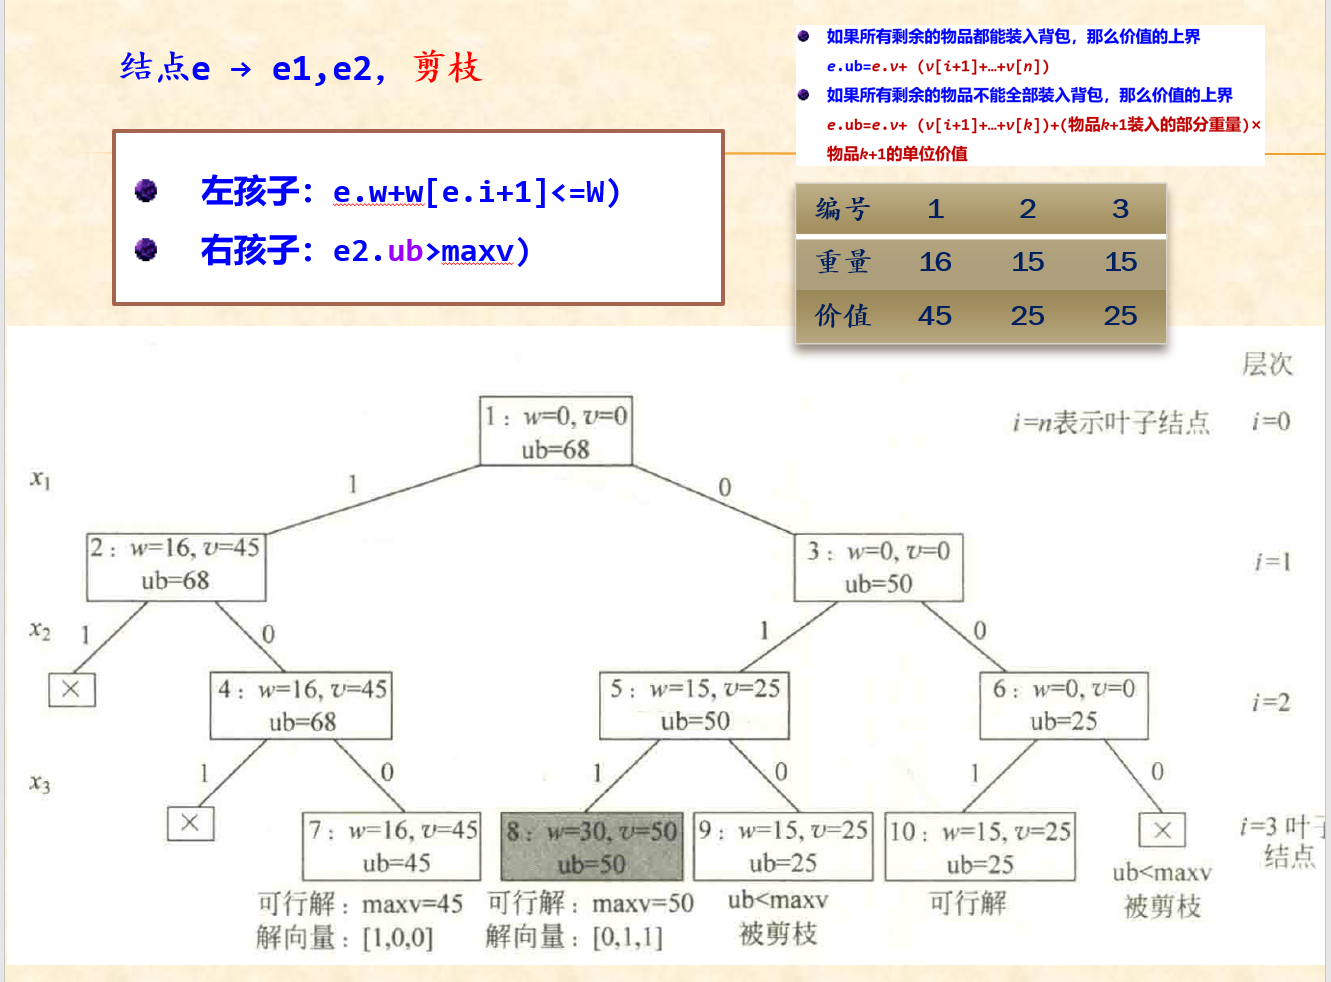 结点e → e1,e2，剪枝
如果所有剩余的物品都能装入背包，那么价值的上界
e.ub=e.v+ (v[i+1]+…+v[n])
如果所有剩余的物品不能全部装入背包，那么价值的上界
e.ub=e.v+ (v[i+1]+…+v[k])+(物品k+1装入的部分重量)×
物品k+1的单位价值
左孩子：e.w+w[e.i+1]<=W)
右孩子：e2.ub>maxv)
编号 1 2 3
重量 16 15 15
价值 45 25 25
层次
1：w=0, v=0
ub=68
i=n表示叶子结点 i=0
x1
1 0
2：w=16, v=45
ub=68
3：w=0, v=0
ub=50
i=1
x2
1 0 1 0
×
4：w=16, v=45
ub=68
5：w=15, v=25
ub=50
6：w=0, v=0
ub=25
i=2
x3
1 0 1 0 1 0
×
7：w=16, v=45
ub=45
8：w=30, v=50
ub=50
9：w=15, v=25
ub=25
10：w=15, v=25
ub=25
×
i=3 叶子
结点
可行解：maxv=45
解向量：[1,0,0]
可行解：maxv=50
解向量：[0,1,1]
ub<maxv
被剪枝
可行解
ub<maxv
被剪枝